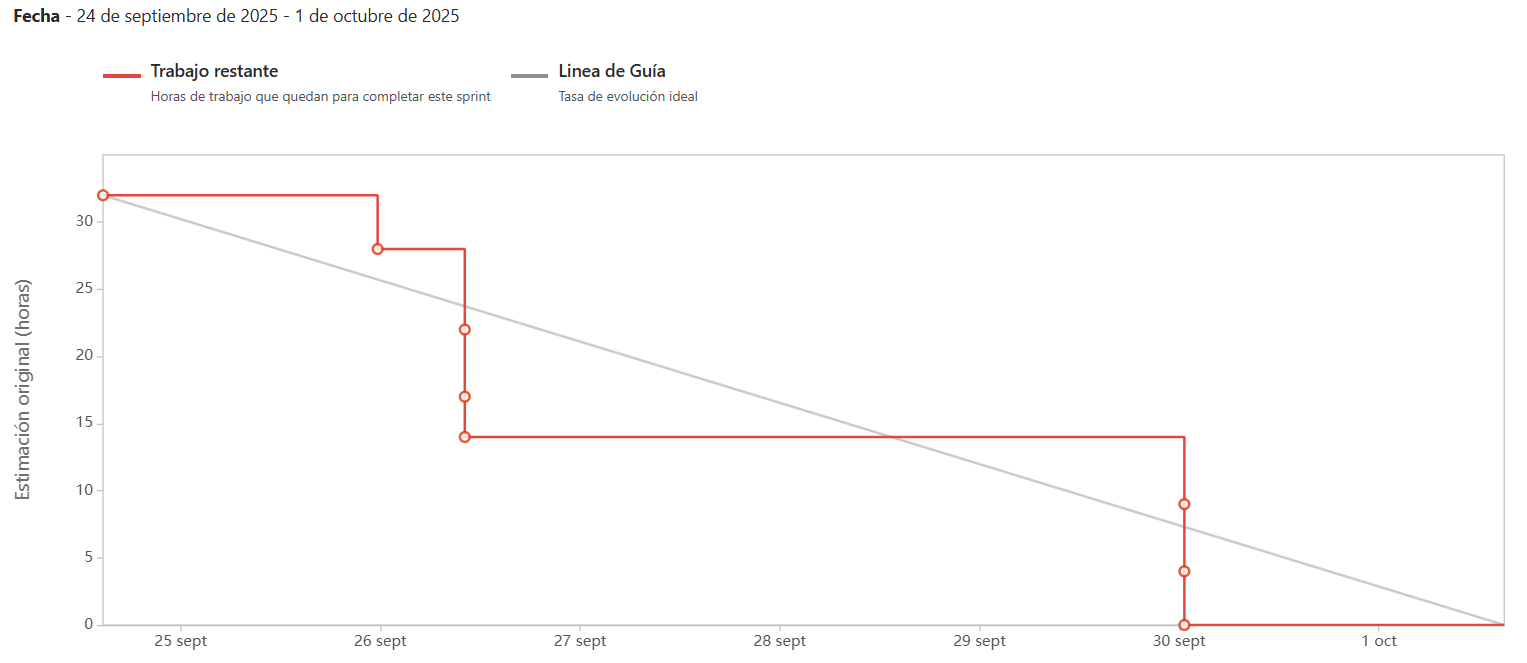 Fecha - 24 de septiembre de 2025 - 1 de octubre de 2025
Trabajo restante
Horas de trabajo que quedan para completar este sprint
Linea de Guía
Tasa de evolución ideal
Estimación original (horas)
30
25
20
15
10
5
0
25 sept
26 sept
27 sept
28 sept
29 sept
30 sept
1 oct